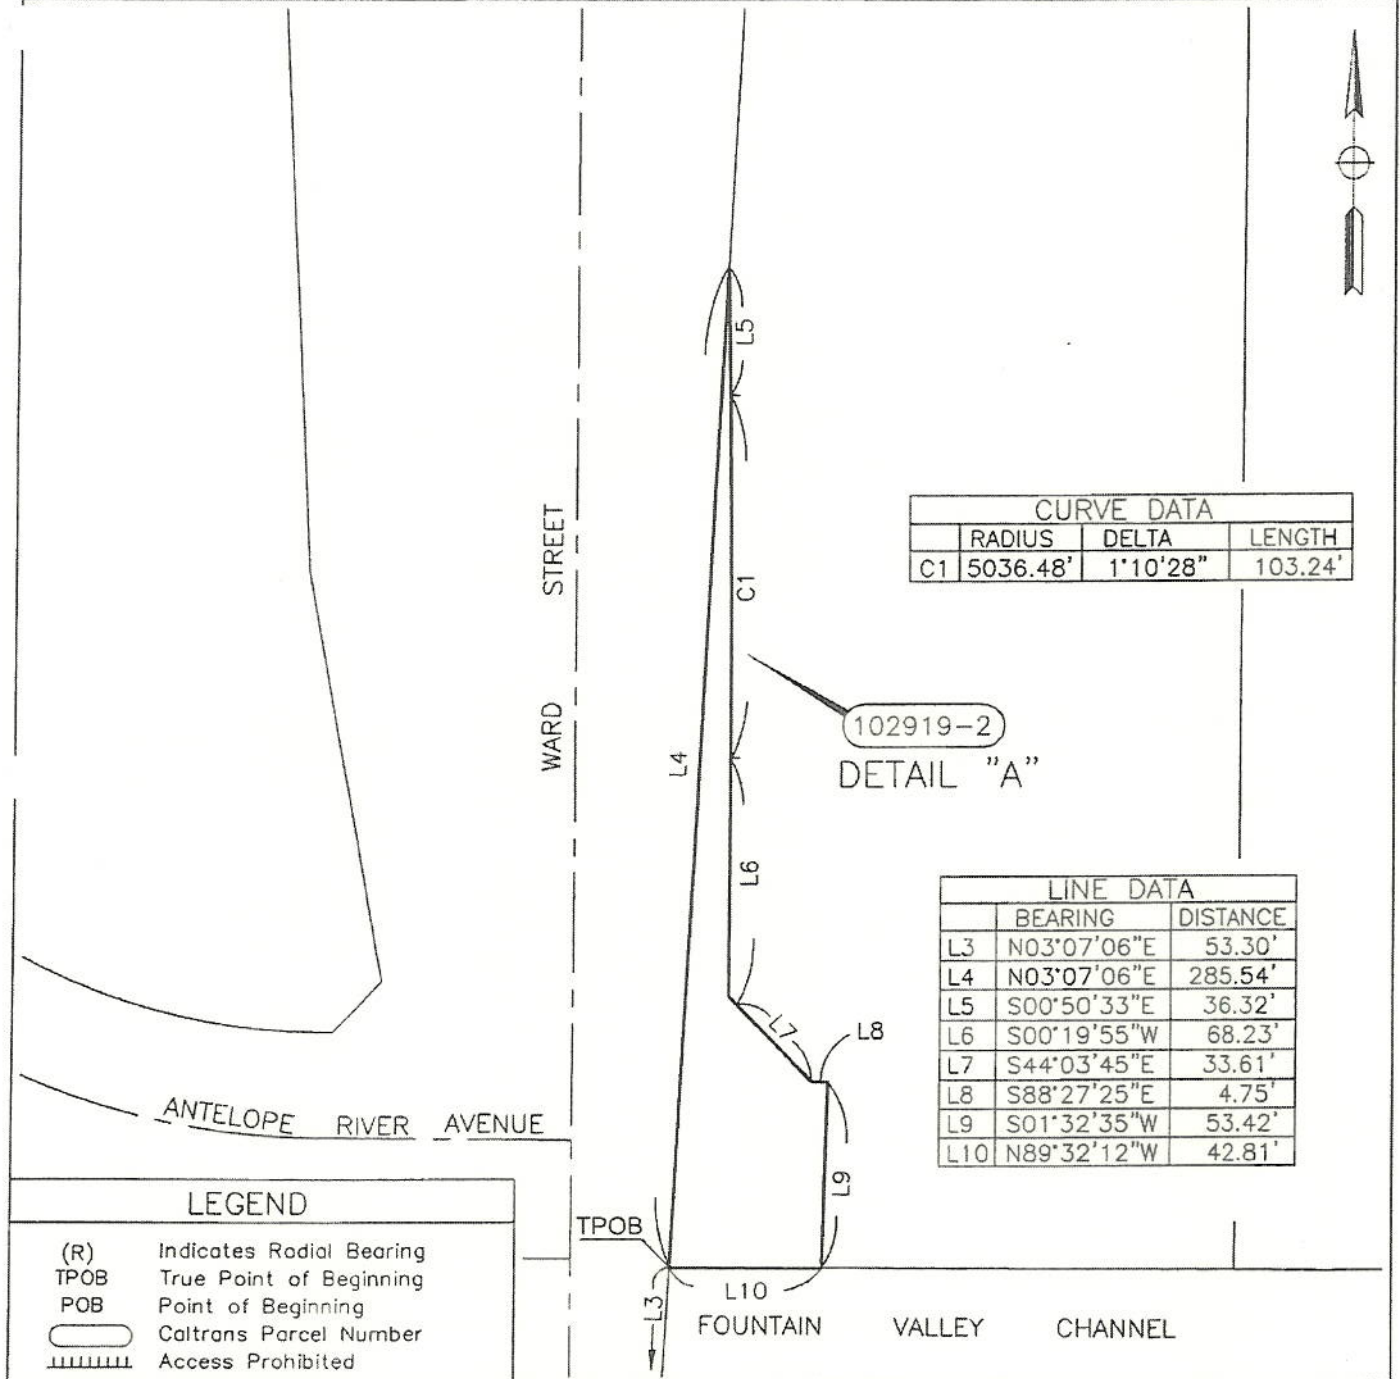 L5
STREET
WARD
C1
CURVE DATA
RADIUS DELTA LENGTH
C1 5036.48' 1°10'28" 103.24'
102919-2
DETAIL "A"
L4
L6
LINE DATA
BEARING DISTANCE
L3 N03°07'06"E 53.30'
L4 N03°07'06"E 285.54'
L5 S00°50'33"E 36.32'
L6 S00°19'55"W 68.23'
L7 S44°03'45"E 33.61'
L8 S88°27'25"E 4.75'
L9 S01°32'35"W 53.42'
L10 N89°32'12"W 42.81'
L7
L8
ANTELOPE RIVER AVENUE
L9
LEGEND
(R) Indicates Radial Bearing
TPOB True Point of Beginning
POB Point of Beginning
Caltrans Parcel Number
Access Prohibited
TPOB
L10
L3
FOUNTAIN VALLEY CHANNEL